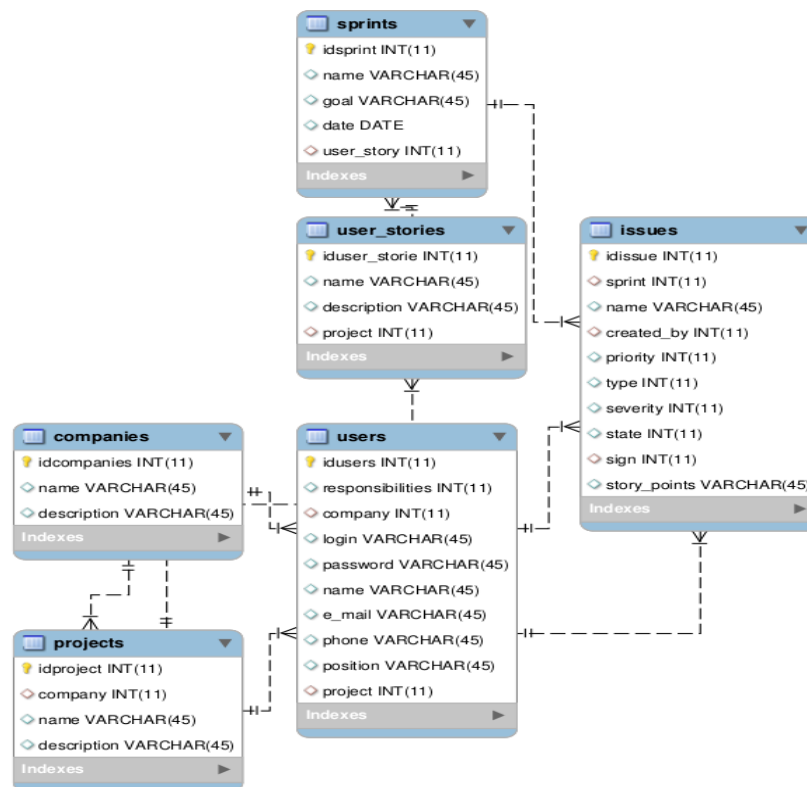 sprints
idsprint INT(11)
name VARCHAR(45)
goal VARCHAR(45)
date DATE
user_story INT(11)
Indexes
user_stories
iduser_storie INT(11)
name VARCHAR(45)
description VARCHAR(45)
project INT(11)
Indexes
issues
idissue INT(11)
sprint INT(11)
name VARCHAR(45)
created_by INT(11)
priority INT(11)
type INT(11)
severity INT(11)
state INT(11)
sign INT(11)
story_points VARCHAR(45)
Indexes
companies
idcompanies INT(11)
name VARCHAR(45)
description VARCHAR(45)
Indexes
users
idusers INT(11)
responsibilities INT(11)
company INT(11)
login VARCHAR(45)
password VARCHAR(45)
name VARCHAR(45)
e_mail VARCHAR(45)
phone VARCHAR(45)
position VARCHAR(45)
project INT(11)
Indexes
projects
idproject INT(11)
company INT(11)
name VARCHAR(45)
description VARCHAR(45)
Indexes